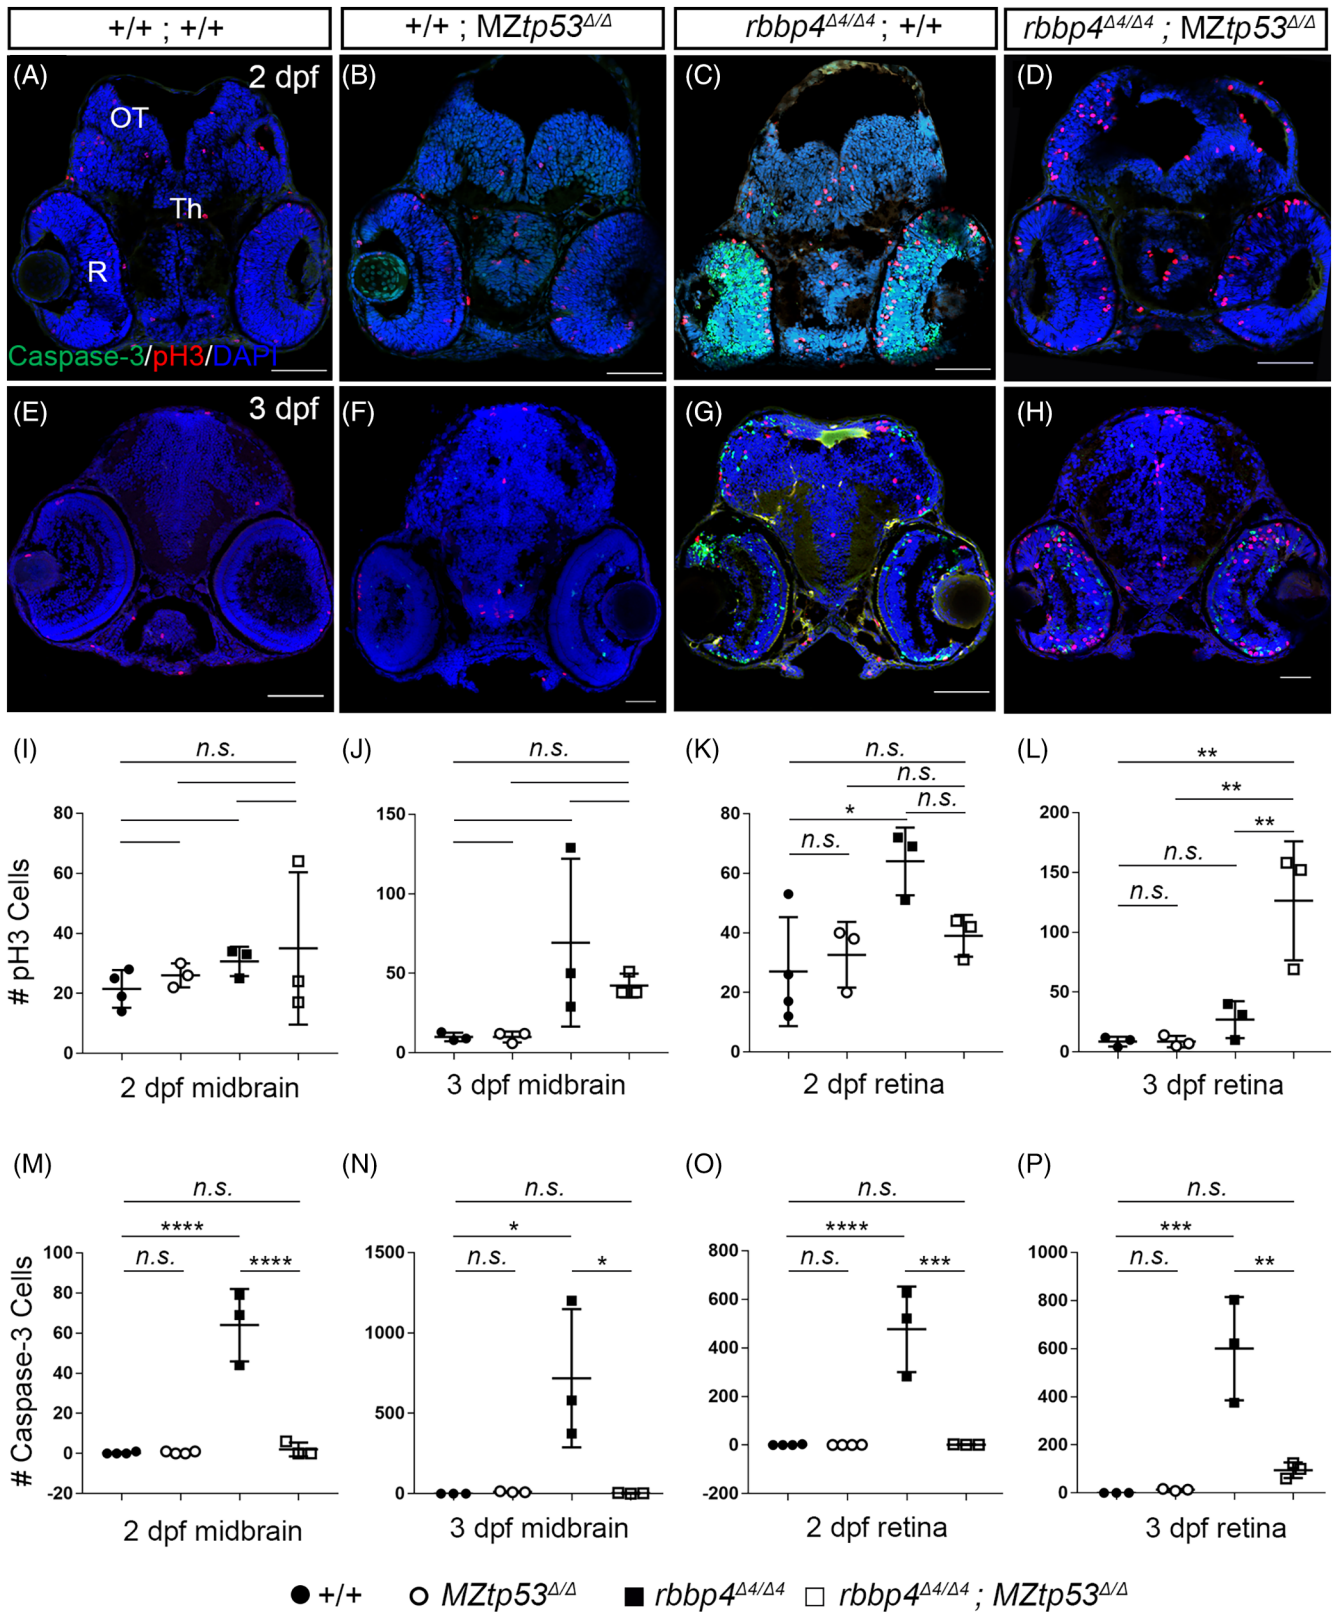 +/+ ; +/+
+/+ ; MZtp53Δ/Δ
rbbp4Δ4/Δ4 ; +/+
rbbp4Δ4/Δ4 ; MZtp53Δ/Δ
(A) 2 dpf
OT
Th
R
Caspase-3/pH3/DAPI
(B)
(C)
(D)
(E) 3 dpf
(F)
(G)
(H)
(I)
n.s.
# pH3 Cells
80
60
40
20
0
2 dpf midbrain
(J)
n.s.
150
100
50
0
3 dpf midbrain
(K)
n.s.
n.s.
* n.s.
n.s.
80
60
40
20
0
2 dpf retina
(L)
**
**
**
n.s.
n.s.
200
150
100
50
0
3 dpf retina
(M)
n.s.
****
n.s. ****
# Caspase-3 Cells
100
80
60
40
20
0
-20
2 dpf midbrain
(N)
n.s.
*
n.s. *
1500
1000
500
0
3 dpf midbrain
(O)
n.s.
****
n.s. ***
800
600
400
200
0
-200
2 dpf retina
(P)
n.s.
***
n.s. **
1000
800
600
400
200
0
3 dpf retina
+/+ MZtp53Δ/Δ rbbp4Δ4/Δ4 rbbp4Δ4/Δ4 ; MZtp53Δ/Δ